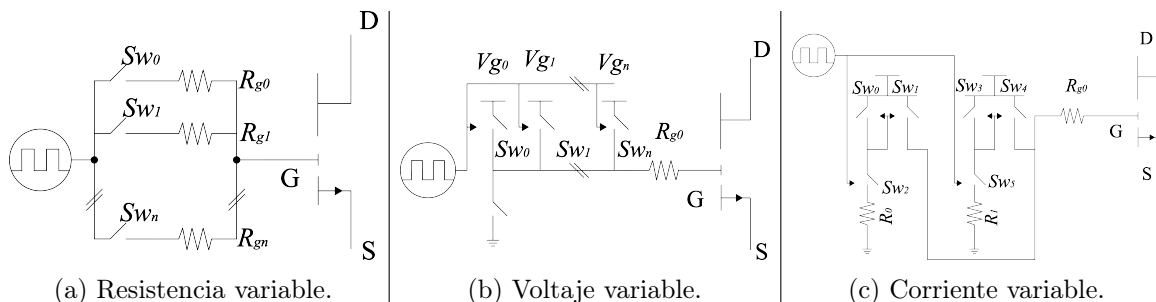 Sw0
Rg0
Sw1
Rg1
Swn
Rgn
D
G
S
(a) Resistencia variable.
Vg0 Vg1 Vgn
Sw0 Sw1 Swn
Rg0
D
G
S
(b) Voltaje variable.
Sw0 Sw1 Sw3 Sw4
Rg0
Sw2 Sw5
R0 R1
D
G
S
(c) Corriente variable.